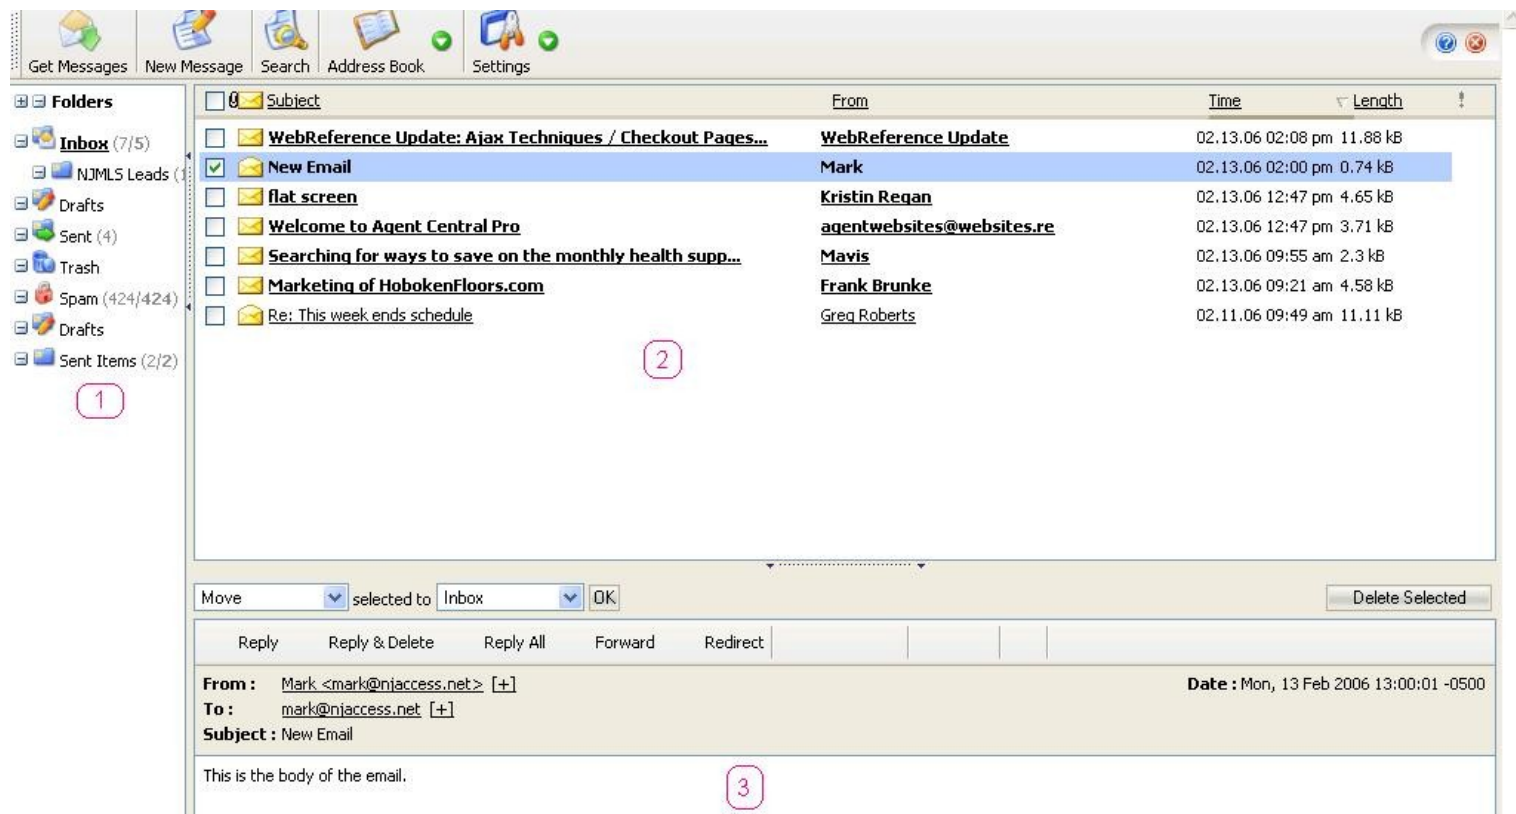 Get Messages New Message Search Address Book Settings
Folders
Inbox (7/5)
NJMLS Leads (1
Drafts
Sent (4)
Trash
Spam (424/424)
Drafts
Sent Items (2/2)
1
Subject From Time Length !
WebReference Update: Ajax Techniques / Checkout Pages... WebReference Update 02.13.06 02:08 pm 11.88 kB
New Email Mark 02.13.06 02:00 pm 0.74 kB
flat screen Kristin Regan 02.13.06 12:47 pm 4.65 kB
Welcome to Agent Central Pro agentwebsites@websites.re 02.13.06 12:47 pm 3.71 kB
Searching for ways to save on the monthly health supp... Mavis 02.13.06 09:55 am 2.3 kB
Marketing of HobokenFloors.com Frank Brunke 02.13.06 09:21 am 4.58 kB
Re: This week ends schedule Greg Roberts 02.11.06 09:49 am 11.11 kB
2
Move selected to Inbox OK Delete Selected
Reply Reply & Delete Reply All Forward Redirect
From : Mark <mark@njaccess.net> [+] Date : Mon, 13 Feb 2006 13:00:01 -0500
To : mark@njaccess.net [+]
Subject : New Email
This is the body of the email.
3